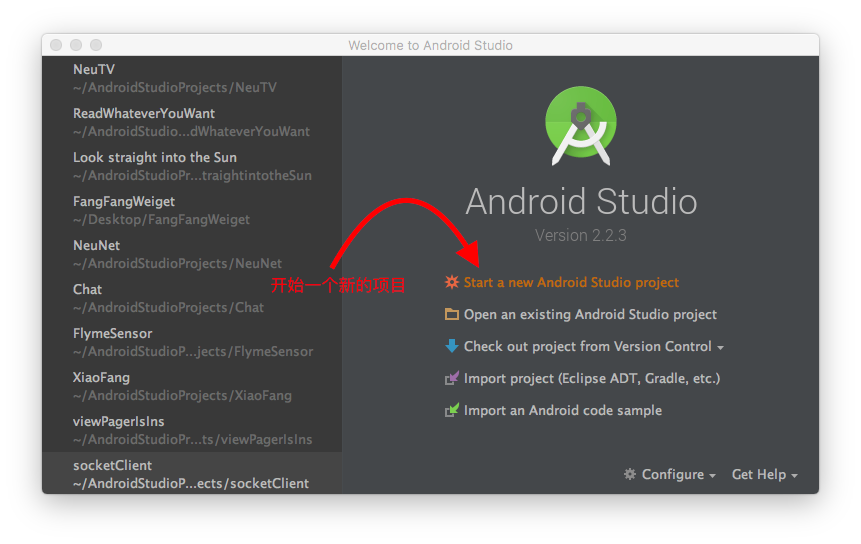 Welcome to Android Studio
NeuTV
~/AndroidStudioProjects/NeuTV
ReadWhateverYouWant
~/AndroidStudio...dWhateverYouWant
Look straight into the Sun
~/AndroidStudioPr...traightintotheSun
FangFangWeiget
~/Desktop/FangFangWeiget
NeuNet
~/AndroidStudioProjects/NeuNet
Chat
~/AndroidStudioProjects/Chat
FlymeSensor
~/AndroidStudioP...jects/FlymeSensor
XiaoFang
~/AndroidStudioProjects/XiaoFang
viewPagerIsIns
~/AndroidStudioPr...ts/viewPagerIsIns
socketClient
~/AndroidStudioP...ects/socketClient
Android Studio
Version 2.2.3
开始一个新的项目
Start a new Android Studio project
Open an existing Android Studio project
Check out project from Version Control
Import project (Eclipse ADT, Gradle, etc.)
Import an Android code sample
Configure
Get Help